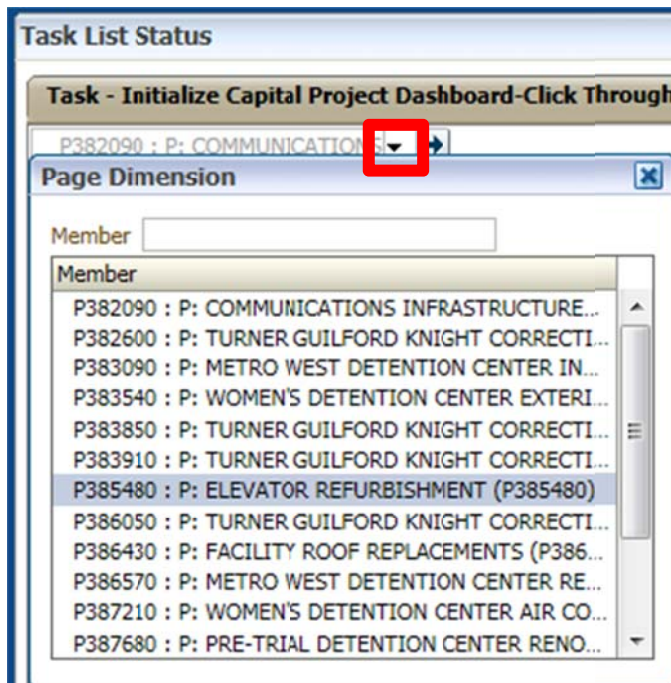 Task List Status
Task - Initialize Capital Project Dashboard-Click Through
P382090 : P: COMMUNICATIONS
Page Dimension
Member
Member
P382090 : P: COMMUNICATIONS INFRASTRUCTURE...
P382600 : P: TURNER GUILFORD KNIGHT CORRECTI...
P383090 : P: METRO WEST DETENTION CENTER IN...
P383540 : P: WOMEN'S DETENTION CENTER EXTERI...
P383850 : P: TURNER GUILFORD KNIGHT CORRECTI...
P383910 : P: TURNER GUILFORD KNIGHT CORRECTI...
P385480 : P: ELEVATOR REFURBISHMENT (P385480)
P386050 : P: TURNER GUILFORD KNIGHT CORRECTI...
P386430 : P: FACILITY ROOF REPLACEMENTS (P386...
P386570 : P: METRO WEST DETENTION CENTER RE...
P387210 : P: WOMEN'S DETENTION CENTER AIR CO...
P387680 : P: PRE-TRIAL DETENTION CENTER RENO...